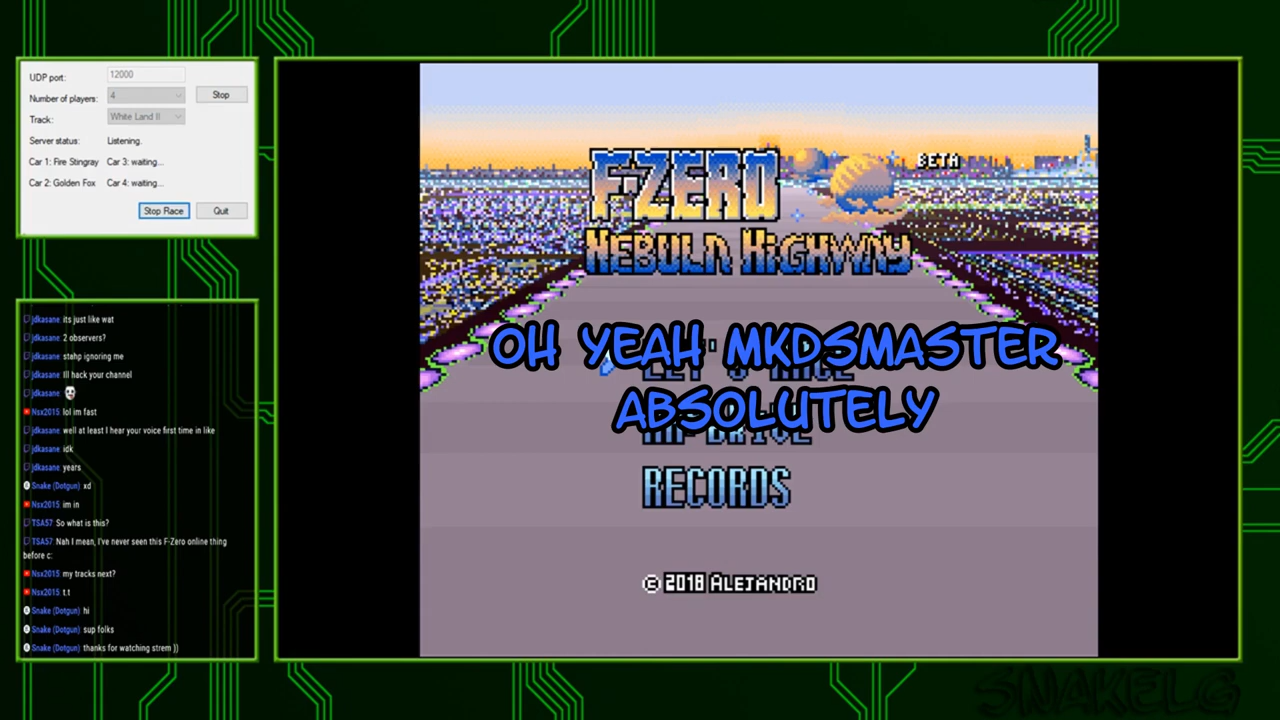 UDP port: 12000
Number of players: 4 Stop
Track: White Land II
Server status: Listening.
Car 1: Fire Stingray Car 3: waiting...
Car 2: Golden Fox Car 4: waiting...
Stop Race Quit
jdkasane: its just like wat
jdkasane: 2 observers?
jdkasane: stahp ignoring me
jdkasane: Ill hack your channel
jdkasane:
Nsx2015: lol im fast
jdkasane: well at least I hear your voice first time in like
jdkasane: idk
jdkasane: years
Snake (Dotgun): xd
Nsx2015: im in
TSA57: So what is this?
TSA57: Nah I mean, I've never seen this F-Zero online thing
before c:
Nsx2015: my tracks next?
Nsx2015: t.t
Snake (Dotgun): hi
Snake (Dotgun): sup folks
Snake (Dotgun): thanks for watching strem ))
F-ZERO
BETA
NEBULA HIGHWAY
OH YEAH MKDSMASTER
ABSOLUTELY
RECORDS
© 2018 ALEJANDRO
SNAKELG